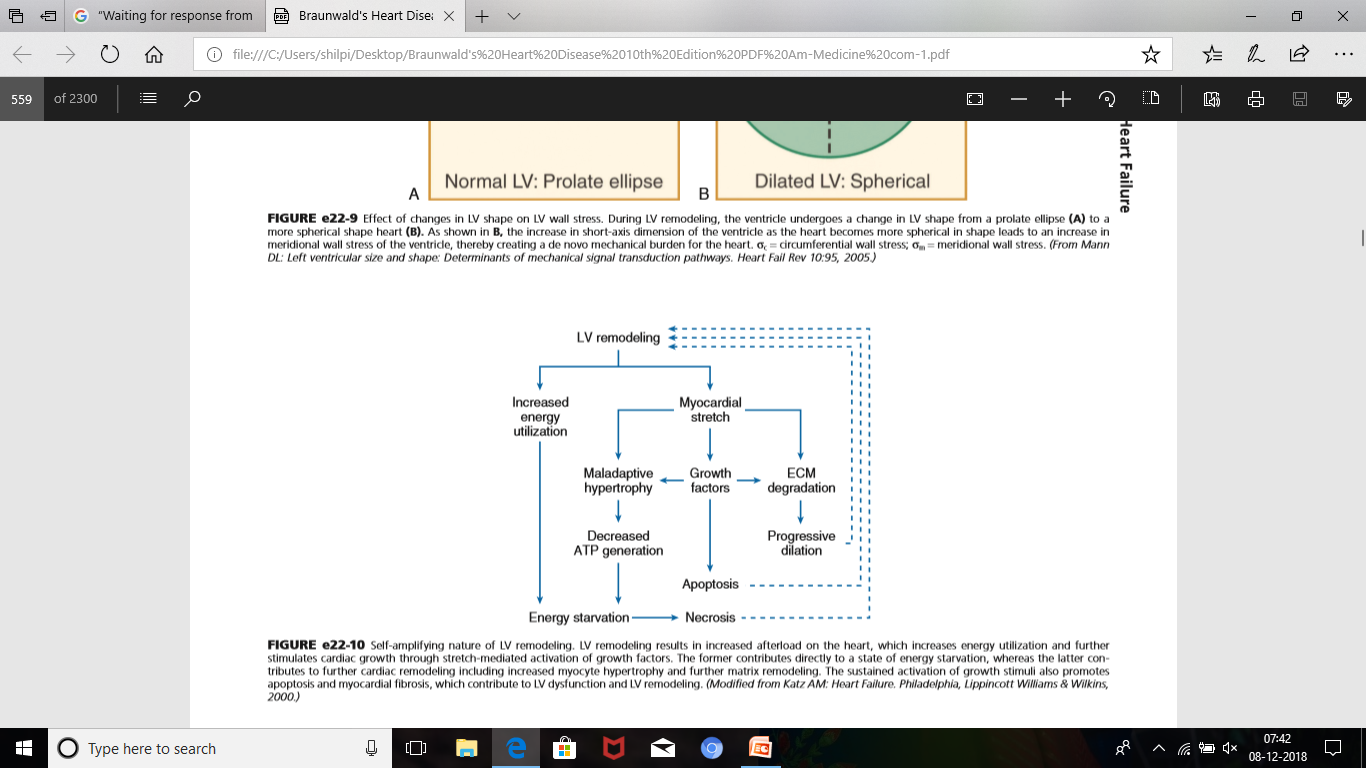 "Waiting for response from
Braunwald's Heart Disea
file:///C:/Users/shilpi/Desktop/Braunwald's%20Heart%20Disease%2010th%20Edition%20PDF%20Am-Medicine%20com-1.pdf
559 of 2300
Heart Failure
A
Normal LV: Prolate ellipse
B
Dilated LV: Spherical
FIGURE e22-9 Effect of changes in LV shape on LV wall stress. During LV remodeling, the ventricle undergoes a change in LV shape from a prolate ellipse (A) to a
more spherical shape heart (B). As shown in B, the increase in short-axis dimension of the ventricle as the heart becomes more spherical in shape leads to an increase in
meridional wall stress of the ventricle, thereby creating a de novo mechanical burden for the heart. σc = circumferential wall stress; σm = meridional wall stress. (From Mann
DL: Left ventricular size and shape: Determinants of mechanical signal transduction pathways. Heart Fail Rev 10:95, 2005.)
LV remodeling
Increased
energy
utilization
Myocardial
stretch
Maladaptive
hypertrophy
Growth
factors
ECM
degradation
Decreased
ATP generation
Progressive
dilation
Apoptosis
Energy starvation
Necrosis
FIGURE e22-10 Self-amplifying nature of LV remodeling. LV remodeling results in increased afterload on the heart, which increases energy utilization and further
stimulates cardiac growth through stretch-mediated activation of growth factors. The former contributes directly to a state of energy starvation, whereas the latter con-
tributes to further cardiac remodeling including increased myocyte hypertrophy and further matrix remodeling. The sustained activation of growth stimuli also promotes
apoptosis and myocardial fibrosis, which contribute to LV dysfunction and LV remodeling. (Modified from Katz AM: Heart Failure. Philadelphia, Lippincott Williams & Wilkins,
2000.)
Type here to search
07:42
08-12-2018